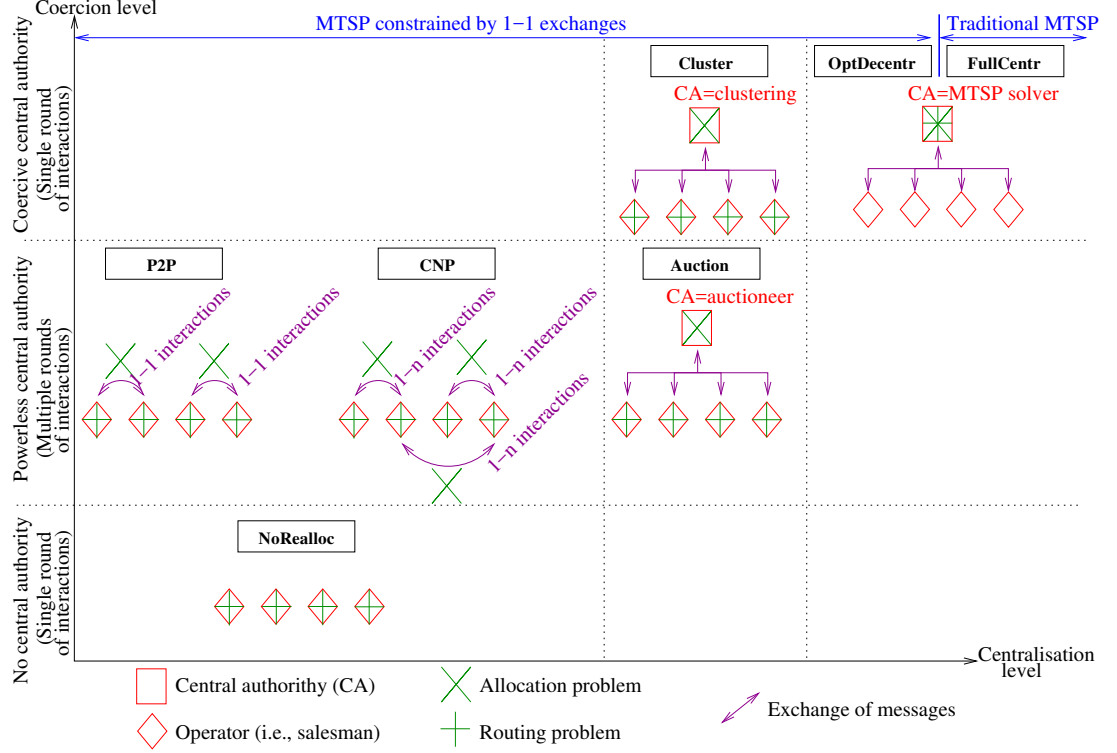 Coercion level
MTSP constrained by 1−1 exchanges
Traditional MTSP
Cluster
OptDecentr
FullCentr
CA=clustering
CA=MTSP solver
Coercive central authority
(Single round
of interactions)
P2P
CNP
Auction
CA=auctioneer
1−1 interactions
1−1 interactions
1−n interactions
1−n interactions
1−n interactions
Powerless central authority
(Multiple rounds
of interactions)
NoRealloc
No central authority
(Single round
of interactions)
Centralisation
level
Central authorithy (CA)
Allocation problem
Exchange of messages
Operator (i.e., salesman)
Routing problem